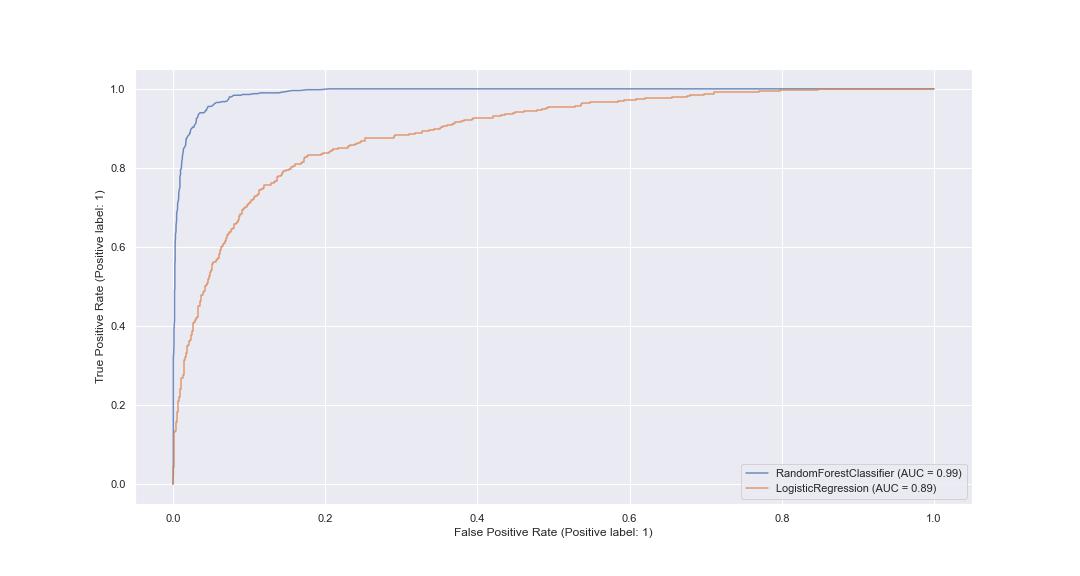 1.0
0.8
0.6
0.4
0.2
0.0
True Positive Rate (Positive label: 1)
RandomForestClassifier (AUC = 0.99)
LogisticRegression (AUC = 0.89)
0.0 0.2 0.4 0.6 0.8 1.0
False Positive Rate (Positive label: 1)